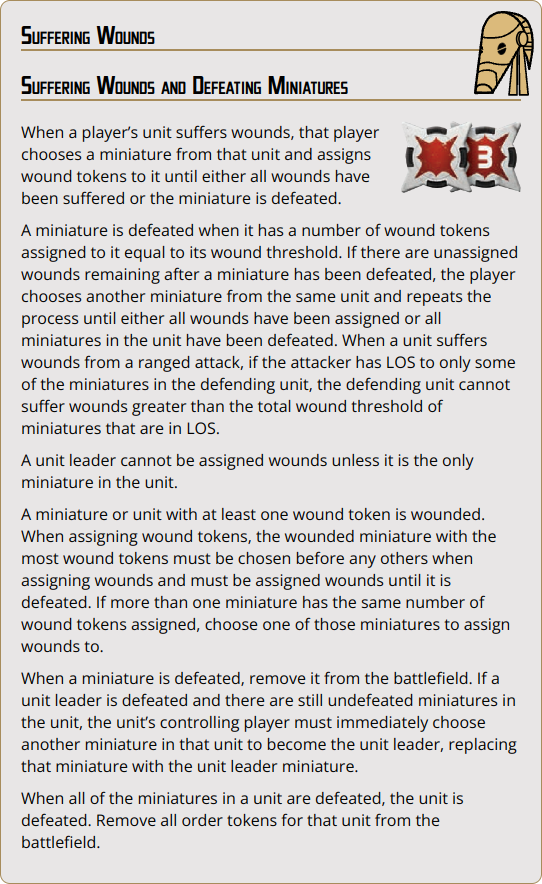 Suffering Wounds
Suffering Wounds and Defeating Miniatures
When a player’s unit suffers wounds, that player
chooses a miniature from that unit and assigns
wound tokens to it until either all wounds have
been suffered or the miniature is defeated.
3
A miniature is defeated when it has a number of wound tokens
assigned to it equal to its wound threshold. If there are unassigned
wounds remaining after a miniature has been defeated, the player
chooses another miniature from the same unit and repeats the
process until either all wounds have been assigned or all
miniatures in the unit have been defeated. When a unit suffers
wounds from a ranged attack, if the attacker has LOS to only some
of the miniatures in the defending unit, the defending unit cannot
suffer wounds greater than the total wound threshold of
miniatures that are in LOS.
A unit leader cannot be assigned wounds unless it is the only
miniature in the unit.
A miniature or unit with at least one wound token is wounded.
When assigning wound tokens, the wounded miniature with the
most wound tokens must be chosen before any others when
assigning wounds and must be assigned wounds until it is
defeated. If more than one miniature has the same number of
wound tokens assigned, choose one of those miniatures to assign
wounds to.
When a miniature is defeated, remove it from the battlefield. If a
unit leader is defeated and there are still undefeated miniatures in
the unit, the unit’s controlling player must immediately choose
another miniature in that unit to become the unit leader, replacing
that miniature with the unit leader miniature.
When all of the miniatures in a unit are defeated, the unit is
defeated. Remove all order tokens for that unit from the
battlefield.